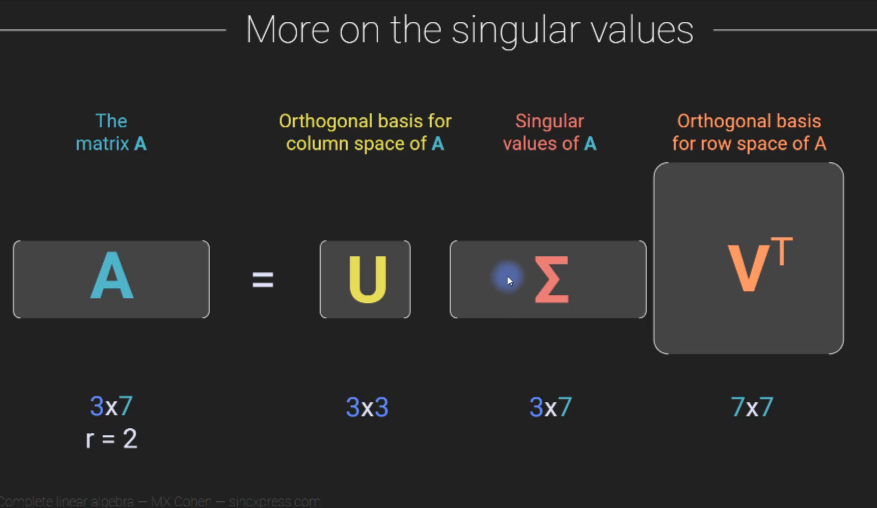 More on the singular values
The
matrix A
Orthogonal basis for
column space of A
Singular
values of A
Orthogonal basis
for row space of A
A
=
U
Σ
Vᵀ
3x7
r = 2
3x3
3x7
7x7
Complete linear algebra — MX Cohen — sincxpress.com